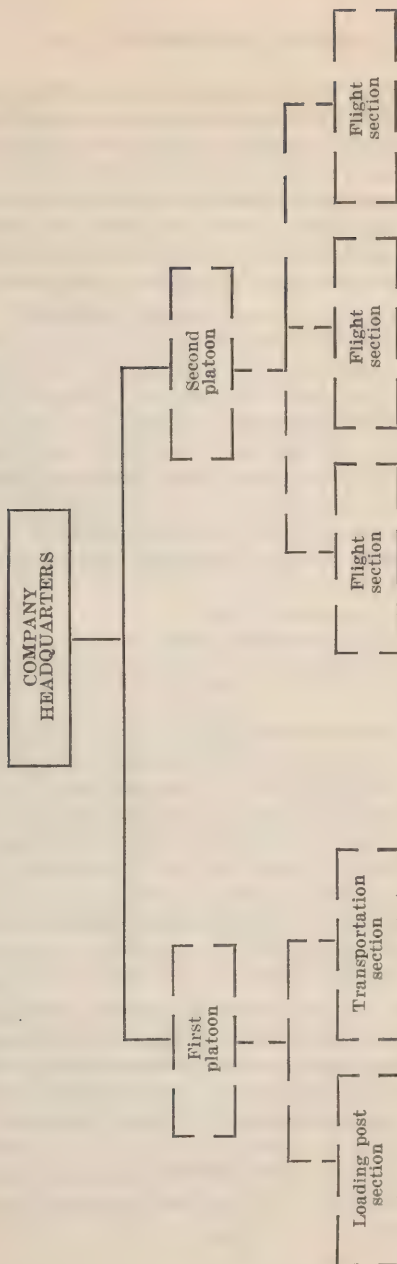 COMPANY
HEADQUARTERS
First
platoon
Second
platoon
Loading post
section
Transportation
section
Flight
section
Flight
section
Flight
section